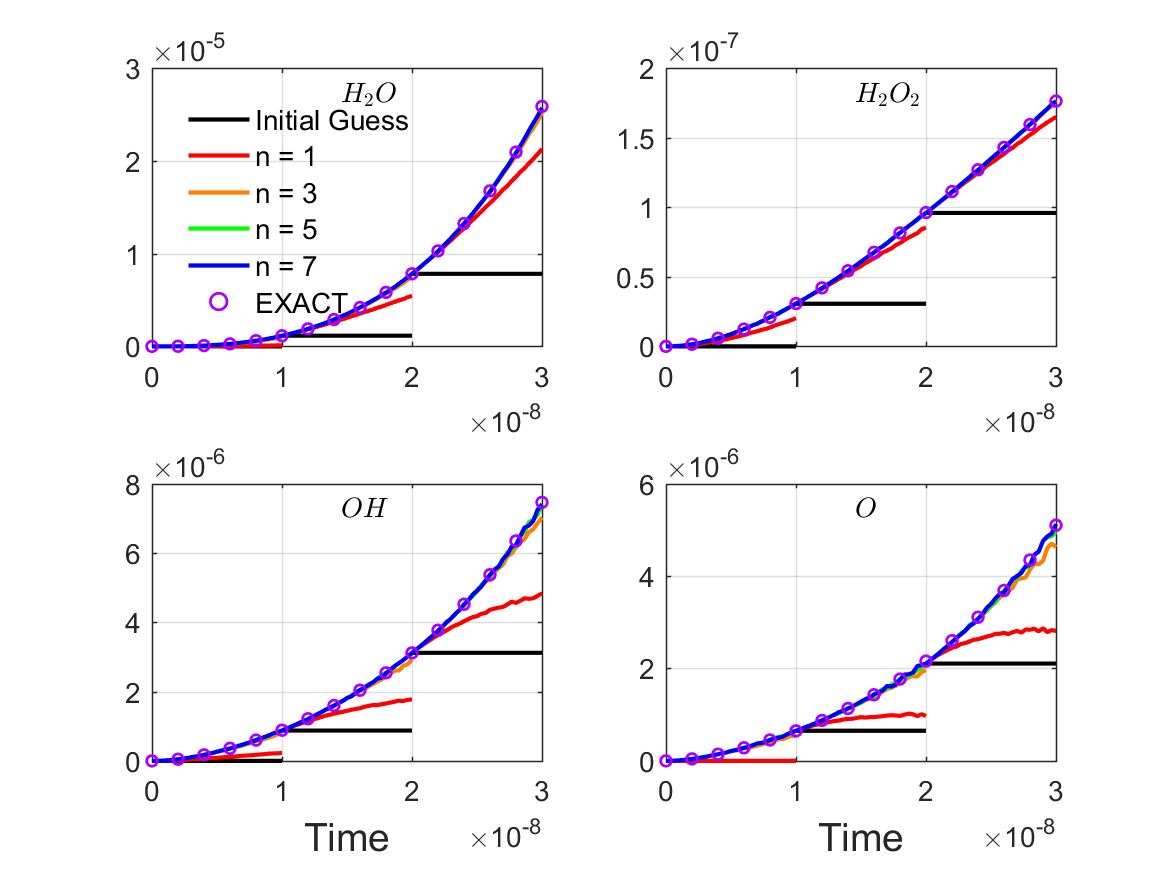 ×10⁻⁵
3
2
1
0
H₂O
Initial Guess
n = 1
n = 3
n = 5
n = 7
EXACT
0 1 2 3
×10⁻⁸
×10⁻⁷
2
1.5
1
0.5
0
H₂O₂
0 1 2 3
×10⁻⁸
×10⁻⁶
8
6
4
2
0
OH
0 1 2 3
Time
×10⁻⁸
×10⁻⁶
6
4
2
0
O
0 1 2 3
Time
×10⁻⁸